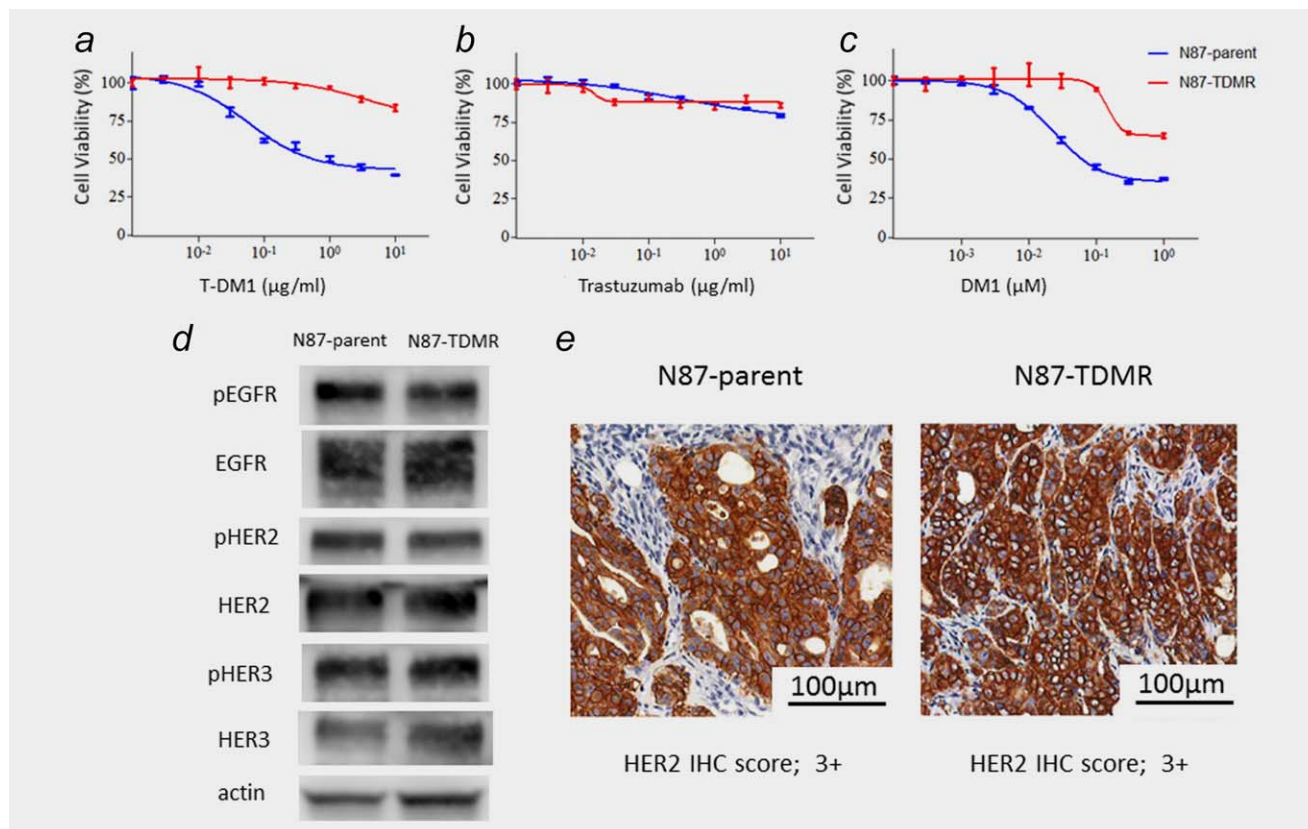 a
b
c
N87-parent
N87-TDMR
Cell Viability (%)
100
75
50
25
0
10-2
10-1
10⁰
10¹
T-DM1 (µg/ml)
Cell Viability (%)
100
75
50
25
0
10-2
10-1
10⁰
10¹
Trastuzumab (µg/ml)
Cell Viability (%)
100
75
50
25
0
10-3
10-2
10-1
10⁰
DM1 (µM)
d
N87-parent N87-TDMR
pEGFR
EGFR
pHER2
HER2
pHER3
HER3
actin
e
N87-parent
N87-TDMR
100µm
100µm
HER2 IHC score; 3+
HER2 IHC score; 3+